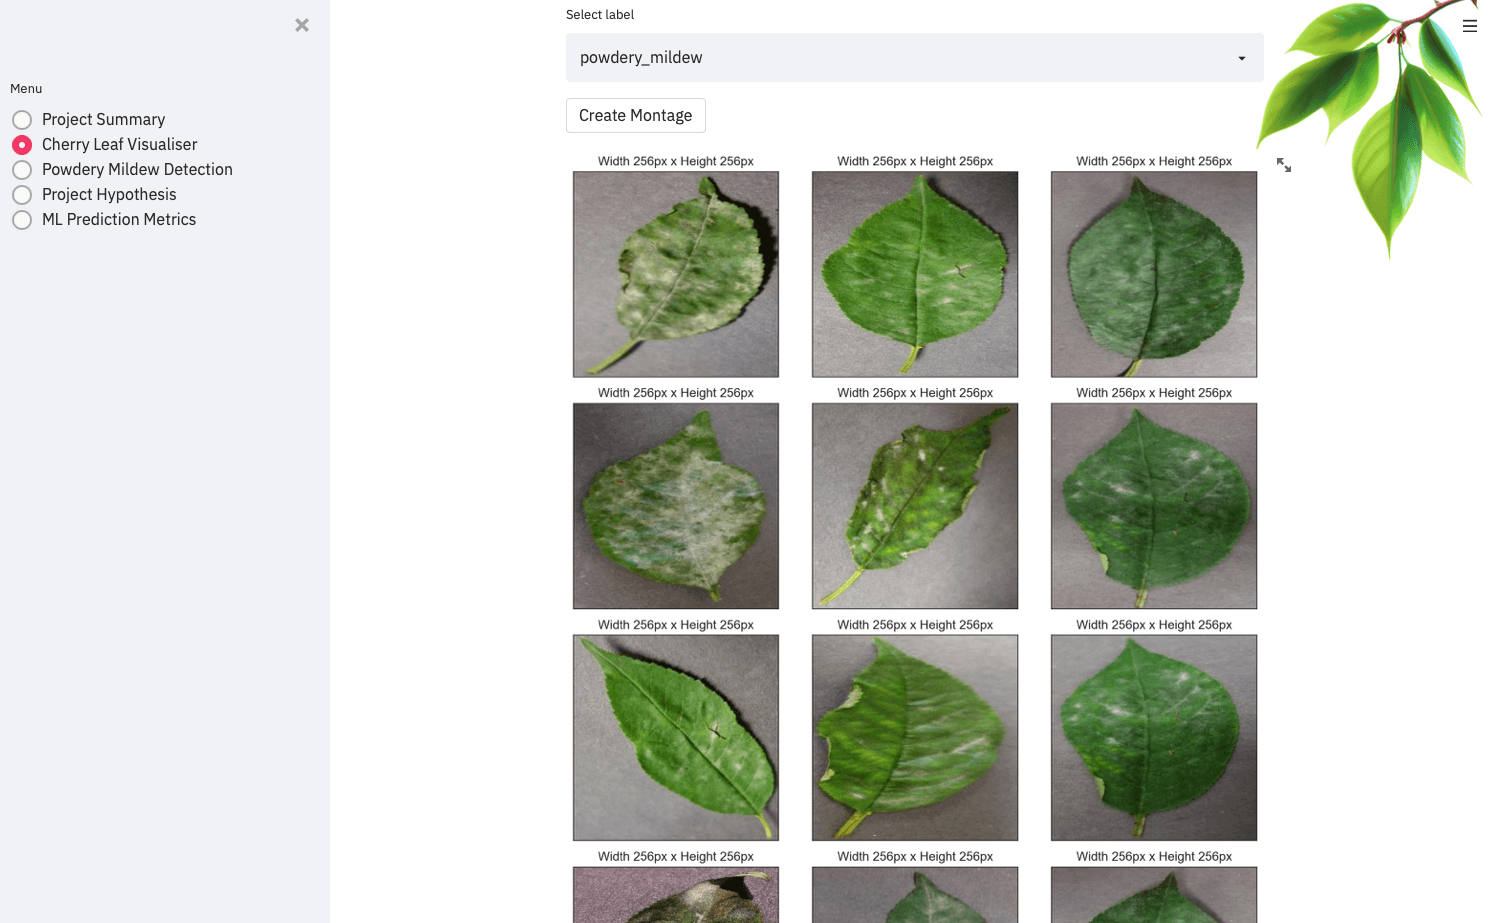 Menu
Project Summary
Cherry Leaf Visualiser
Powdery Mildew Detection
Project Hypothesis
ML Prediction Metrics
Select label
powdery_mildew
Create Montage
Width 256px x Height 256px
Width 256px x Height 256px
Width 256px x Height 256px
Width 256px x Height 256px
Width 256px x Height 256px
Width 256px x Height 256px
Width 256px x Height 256px
Width 256px x Height 256px
Width 256px x Height 256px
Width 256px x Height 256px
Width 256px x Height 256px
Width 256px x Height 256px